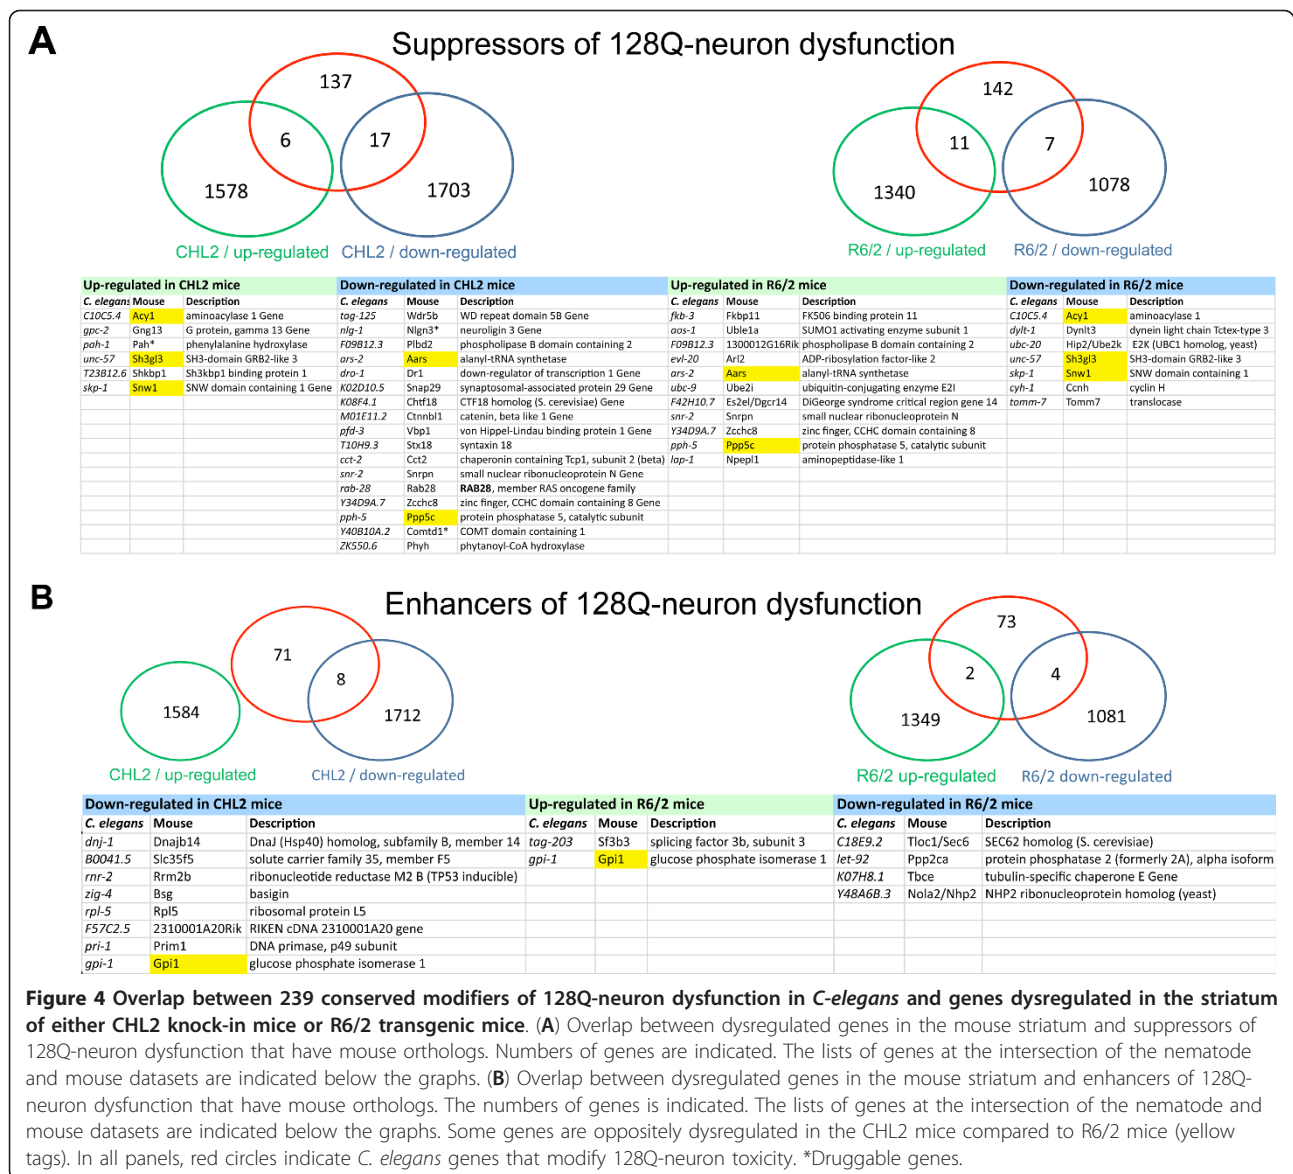 A
Suppressors of 128Q-neuron dysfunction
137
6
17
1578
1703
CHL2 / up-regulated
CHL2 / down-regulated
142
11
7
1340
1078
R6/2 / up-regulated
R6/2 / down-regulated
Up-regulated in CHL2 mice
C. elegans Mouse Description
C10C5.4 Acy1 aminoacylase 1 Gene
gpc-2 Gng13 G protein, gamma 13 Gene
pah-1 Pah* phenylalanine hydroxylase
unc-57 Sh3gl3 SH3-domain GRB2-like 3
T23B12.6 Shkbp1 Sh3kbp1 binding protein 1
skp-1 Snw1 SNW domain containing 1 Gene
Down-regulated in CHL2 mice
C. elegans Mouse Description
tag-125 Wdr5b WD repeat domain 5B Gene
nlg-1 Nlgn3* neuroligin 3 Gene
F09B12.3 Plbd2 phospholipase B domain containing 2
ars-2 Aars alanyl-tRNA synthetase
dro-1 Dr1 down-regulator of transcription 1 Gene
K02D10.5 Snap29 synaptosomal-associated protein 29 Gene
K08F4.1 Chtf18 CTF18 homolog (S. cerevisiae) Gene
M01E11.2 Ctnnbl1 catenin, beta like 1 Gene
pfd-3 Vbp1 von Hippel-Lindau binding protein 1 Gene
T10H9.3 Stx18 syntaxin 18
cct-2 Cct2 chaperonin containing Tcp1, subunit 2 (beta)
snr-2 Snrpn small nuclear ribonucleoprotein N Gene
rab-28 Rab28 RAB28, member RAS oncogene family
Y34D9A.7 Zcchc8 zinc finger, CCHC domain containing 8 Gene
pph-5 Ppp5c protein phosphatase 5, catalytic subunit
Y40B10A.2 Comtd1* COMT domain containing 1
ZK550.6 Phyh phytanoyl-CoA hydroxylase
Up-regulated in R6/2 mice
C. elegans Mouse Description
fkb-3 Fkbp11 FK506 binding protein 11
aos-1 Uble1a SUMO1 activating enzyme subunit 1
F09B12.3 1300012G16Rik phospholipase B domain containing 2
evl-20 Arl2 ADP-ribosylation factor-like 2
ars-2 Aars alanyl-tRNA synthetase
ubc-9 Ube2i ubiquitin-conjugating enzyme E2I
F42H10.7 Es2el/Dgcr14 DiGeorge syndrome critical region gene 14
snr-2 Snrpn small nuclear ribonucleoprotein N
Y34D9A.7 Zcchc8 zinc finger, CCHC domain containing 8
pph-5 Ppp5c protein phosphatase 5, catalytic subunit
lap-1 Npepl1 aminopeptidase-like 1
Down-regulated in R6/2 mice
C. elegans Mouse Description
C10C5.4 Acy1 aminoacylase 1
dylt-1 Dynlt3 dynein light chain Tctex-type 3
ubc-20 Hip2/Ube2k E2K (UBC1 homolog, yeast)
unc-57 Sh3gl3 SH3-domain GRB2-like 3
skp-1 Snw1 SNW domain containing 1
cyh-1 Ccnh cyclin H
tomm-7 Tomm7 translocase
B
Enhancers of 128Q-neuron dysfunction
71
8
1584
1712
CHL2 / up-regulated
CHL2 / down-regulated
73
2
4
1349
1081
R6/2 up-regulated
R6/2 down-regulated
Down-regulated in CHL2 mice
C. elegans Mouse Description
dnj-1 Dnajb14 DnaJ (Hsp40) homolog, subfamily B, member 14
B0041.5 Slc35f5 solute carrier family 35, member F5
rnr-2 Rrm2b ribonucleotide reductase M2 B (TP53 inducible)
zig-4 Bsg basigin
rpl-5 Rpl5 ribosomal protein L5
F57C2.5 2310001A20Rik RIKEN cDNA 2310001A20 gene
pri-1 Prim1 DNA primase, p49 subunit
gpi-1 Gpi1 glucose phosphate isomerase 1
Up-regulated in R6/2 mice
C. elegans Mouse Description
tag-203 Sf3b3 splicing factor 3b, subunit 3
gpi-1 Gpi1 glucose phosphate isomerase 1
Down-regulated in R6/2 mice
C. elegans Mouse Description
C18E9.2 Tloc1/Sec6 SEC62 homolog (S. cerevisiae)
let-92 Ppp2ca protein phosphatase 2 (formerly 2A), alpha isoform
K07H8.1 Tbce tubulin-specific chaperone E Gene
Y48A6B.3 Nola2/Nhp2 NHP2 ribonucleoprotein homolog (yeast)
Figure 4 Overlap between 239 conserved modifiers of 128Q-neuron dysfunction in C-elegans and genes dysregulated in the striatum
of either CHL2 knock-in mice or R6/2 transgenic mice. (A) Overlap between dysregulated genes in the mouse striatum and suppressors of
128Q-neuron dysfunction that have mouse orthologs. Numbers of genes are indicated. The lists of genes at the intersection of the nematode
and mouse datasets are indicated below the graphs. (B) Overlap between dysregulated genes in the mouse striatum and enhancers of 128Q-
neuron dysfunction that have mouse orthologs. The numbers of genes is indicated. The lists of genes at the intersection of the nematode and
mouse datasets are indicated below the graphs. Some genes are oppositely dysregulated in the CHL2 mice compared to R6/2 mice (yellow
tags). In all panels, red circles indicate C. elegans genes that modify 128Q-neuron toxicity. *Druggable genes.